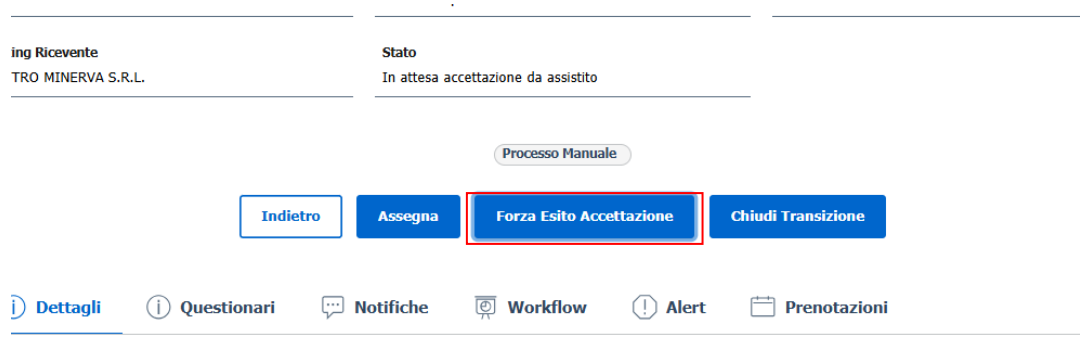 ing Ricevente
Stato
TRO MINERVA S.R.L.
In attesa accettazione da assistito
Processo Manuale
Indietro
Assegna
Forza Esito Accettazione
Chiudi Transizione
Dettagli
Questionari
Notifiche
Workflow
Alert
Prenotazioni